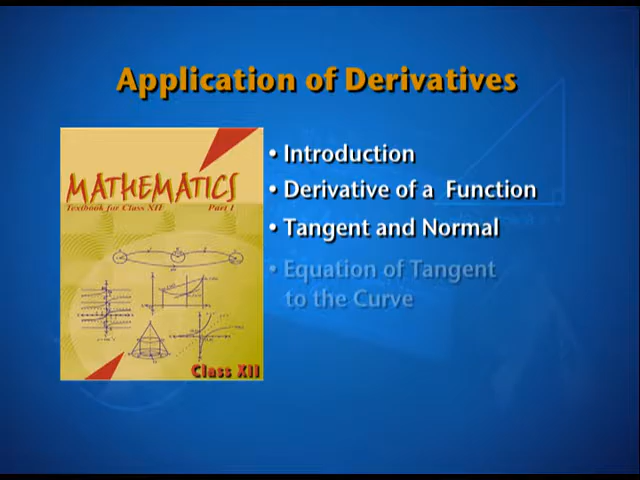 Application of Derivatives
MATHEMATICS
Textbook for Class XII Part I
Class XII
• Introduction
• Derivative of a Function
• Tangent and Normal
• Equation of Tangent
to the Curve